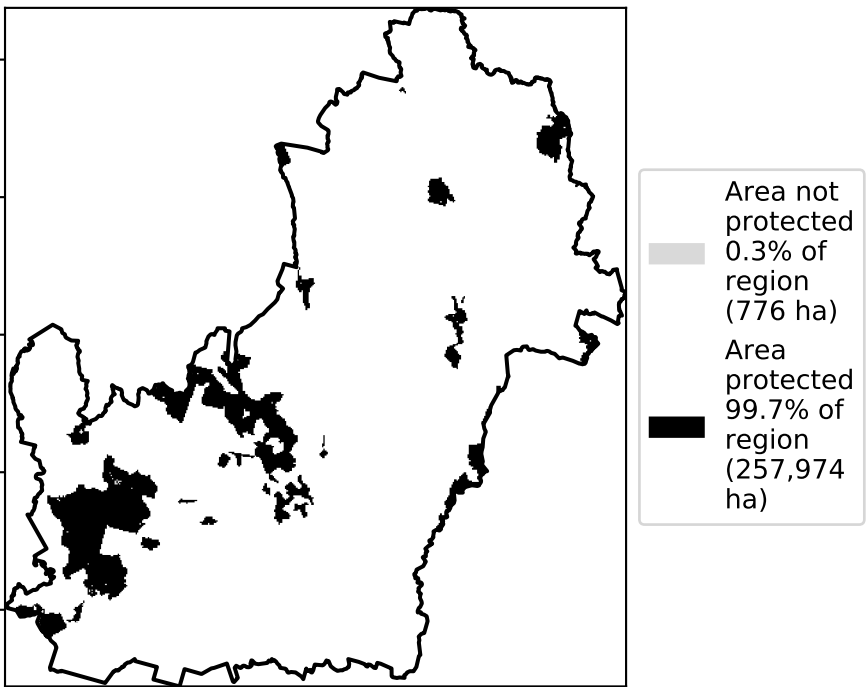 Area not
protected
0.3% of
region
(776 ha)
Area
protected
99.7% of
region
(257,974
ha)